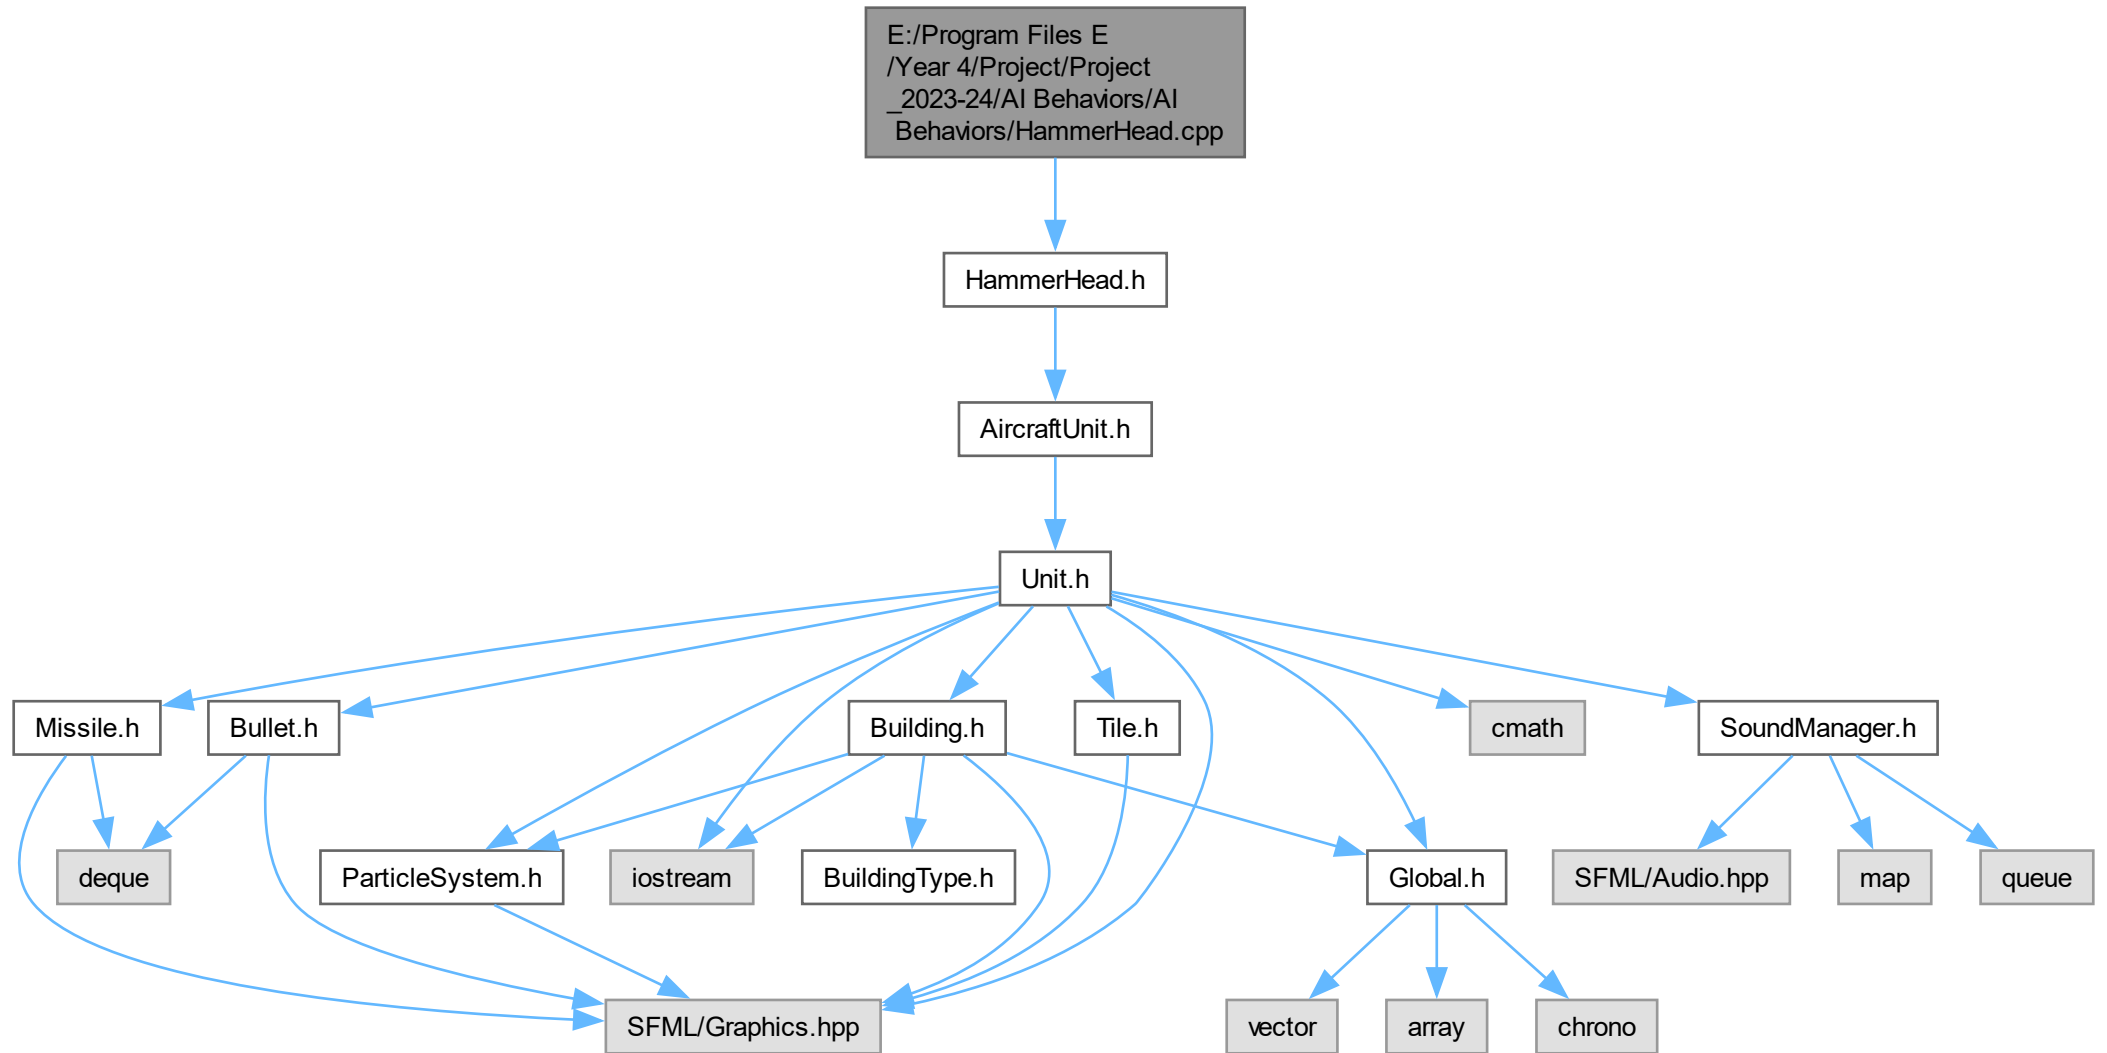 E:/Program Files E
/Year 4/Project/Project
_2023-24/AI Behaviors/AI
Behaviors/HammerHead.cpp
HammerHead.h
AircraftUnit.h
Unit.h
Missile.h
Bullet.h
Building.h
Tile.h
cmath
SoundManager.h
deque
ParticleSystem.h
iostream
BuildingType.h
Global.h
SFML/Audio.hpp
map
queue
SFML/Graphics.hpp
vector
array
chrono